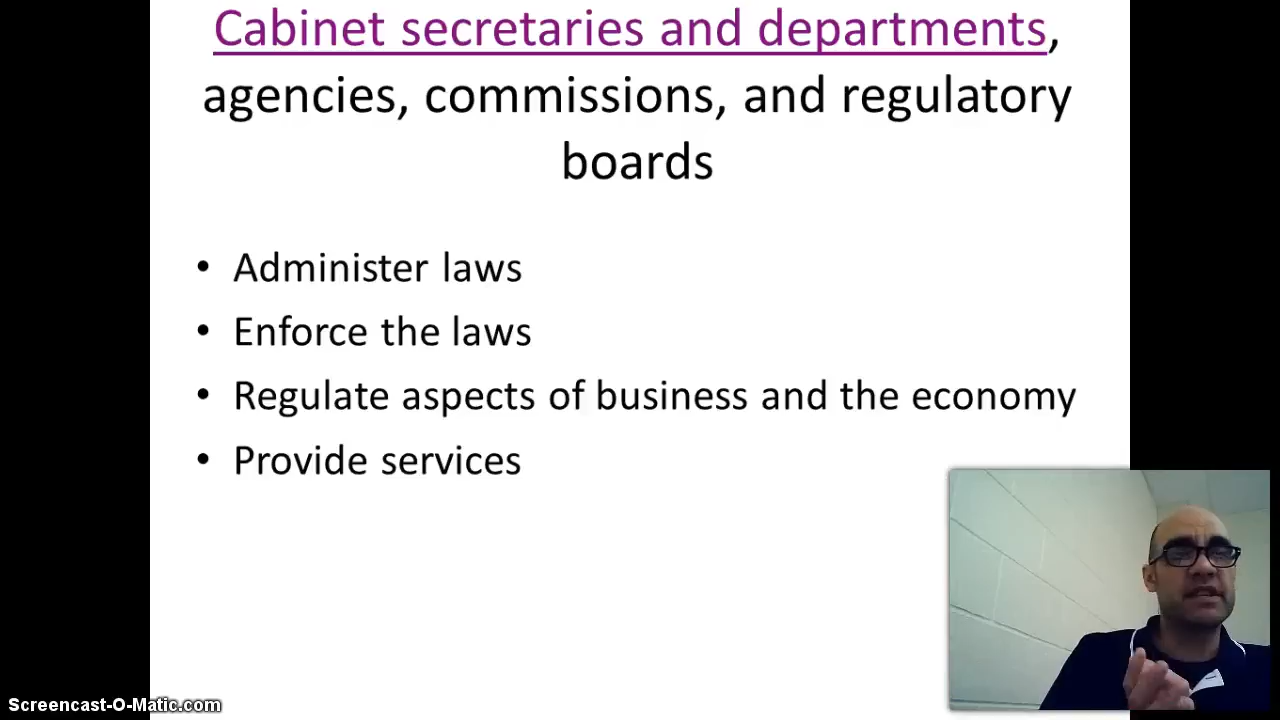 Cabinet secretaries and departments,
agencies, commissions, and regulatory
boards
• Administer laws
• Enforce the laws
• Regulate aspects of business and the economy
• Provide services
Screencast-O-Matic.com